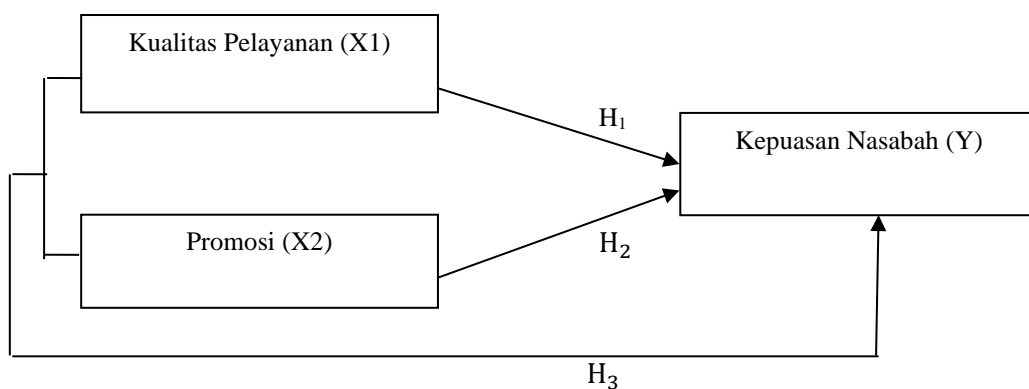 Kualitas Pelayanan (X1)
H₁
Kepuasan Nasabah (Y)
Promosi (X2)
H₂
H₃